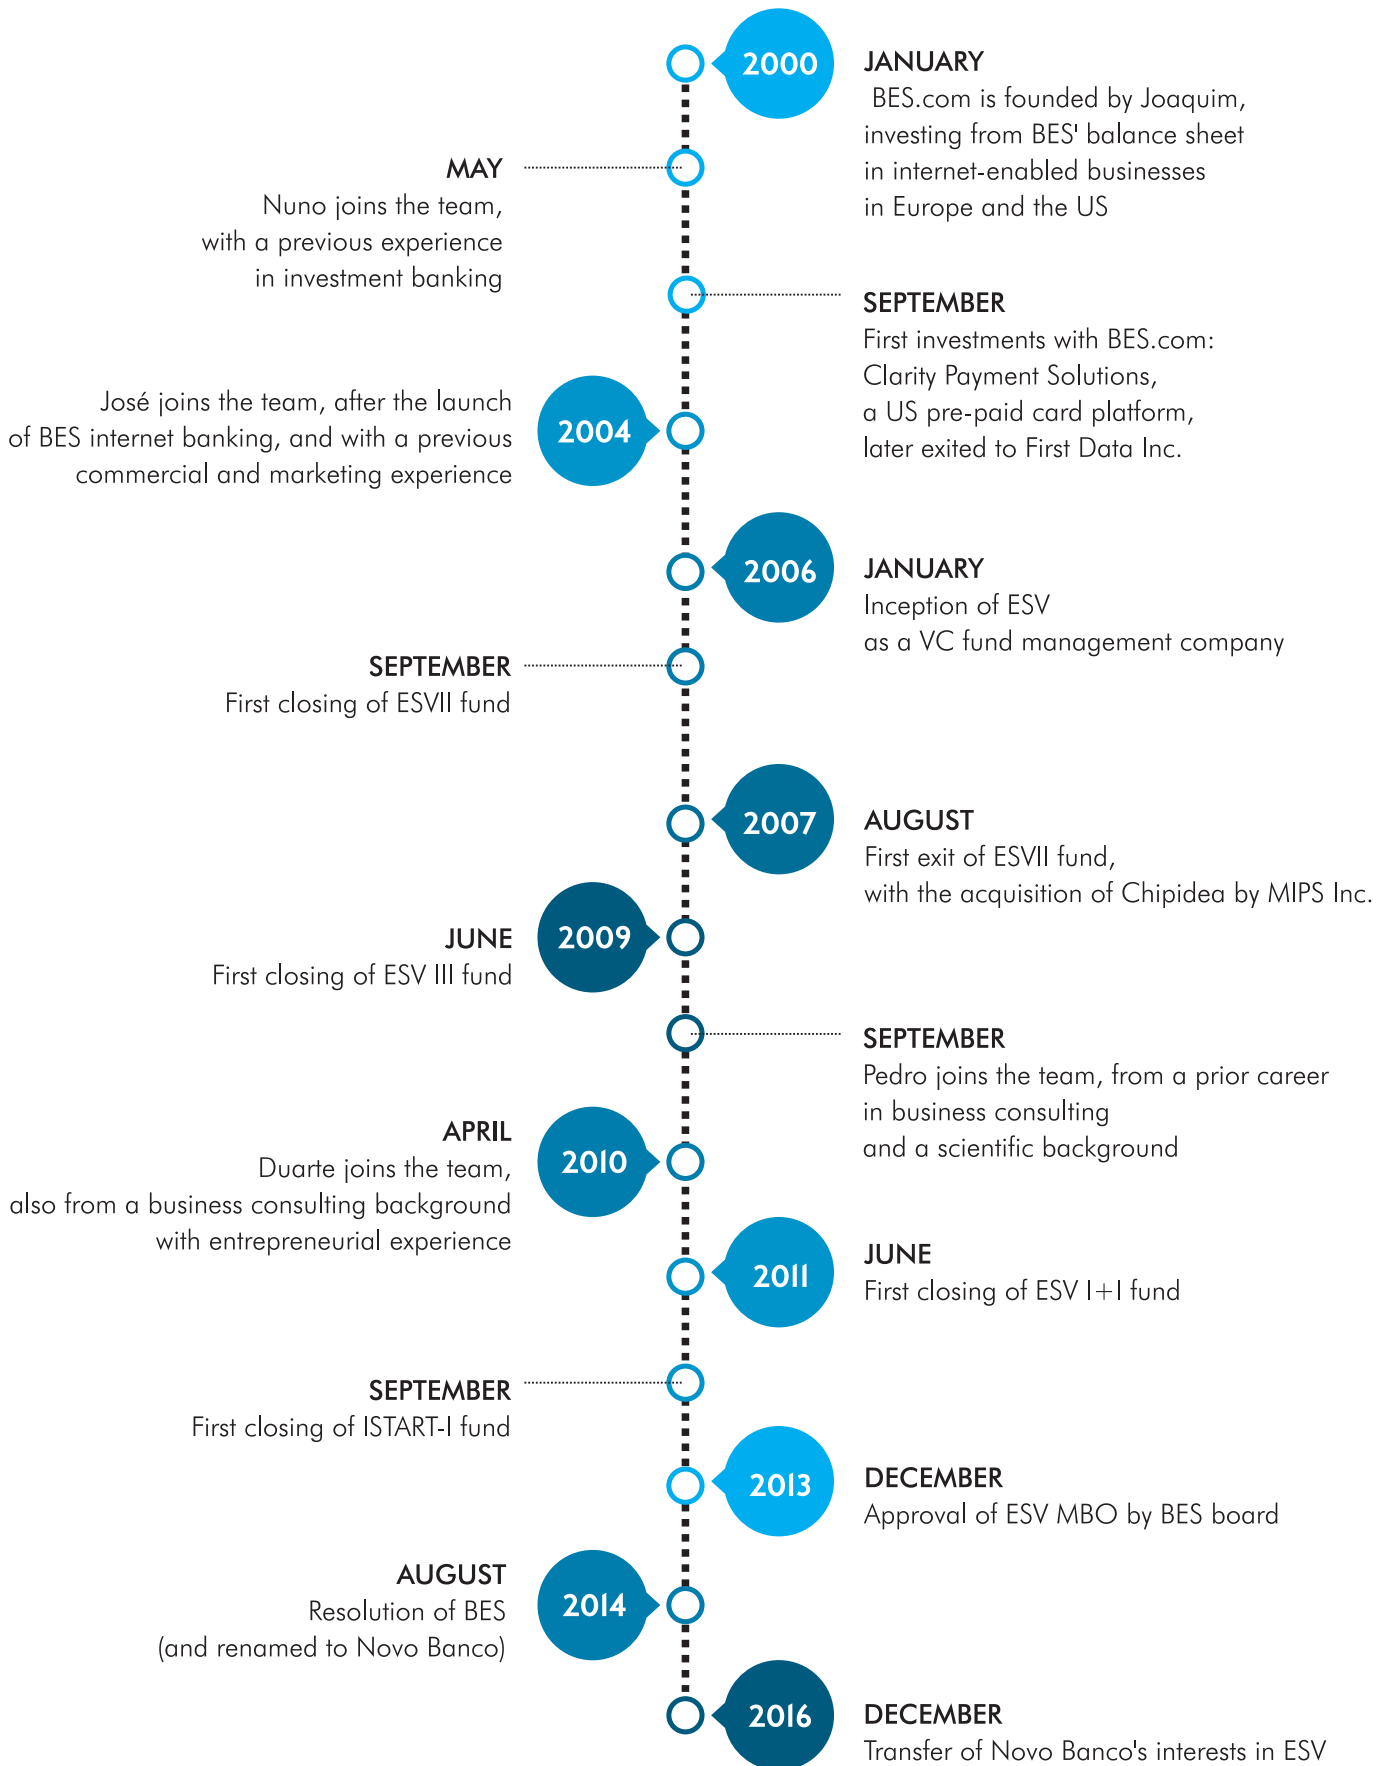 2000
JANUARY
BES.com is founded by Joaquim,
investing from BES' balance sheet
in internet-enabled businesses
in Europe and the US
MAY
Nuno joins the team,
with a previous experience
in investment banking
SEPTEMBER
First investments with BES.com:
Clarity Payment Solutions,
a US pre-paid card platform,
later exited to First Data Inc.
2004
José joins the team, after the launch
of BES internet banking, and with a previous
commercial and marketing experience
2006
JANUARY
Inception of ESV
as a VC fund management company
SEPTEMBER
First closing of ESVII fund
2007
AUGUST
First exit of ESVII fund,
with the acquisition of Chipidea by MIPS Inc.
2009
JUNE
First closing of ESV III fund
SEPTEMBER
Pedro joins the team, from a prior career
in business consulting
and a scientific background
2010
APRIL
Duarte joins the team,
also from a business consulting background
with entrepreneurial experience
2011
JUNE
First closing of ESV I+I fund
SEPTEMBER
First closing of ISTART-I fund
2013
DECEMBER
Approval of ESV MBO by BES board
2014
AUGUST
Resolution of BES
(and renamed to Novo Banco)
2016
DECEMBER
Transfer of Novo Banco's interests in ESV